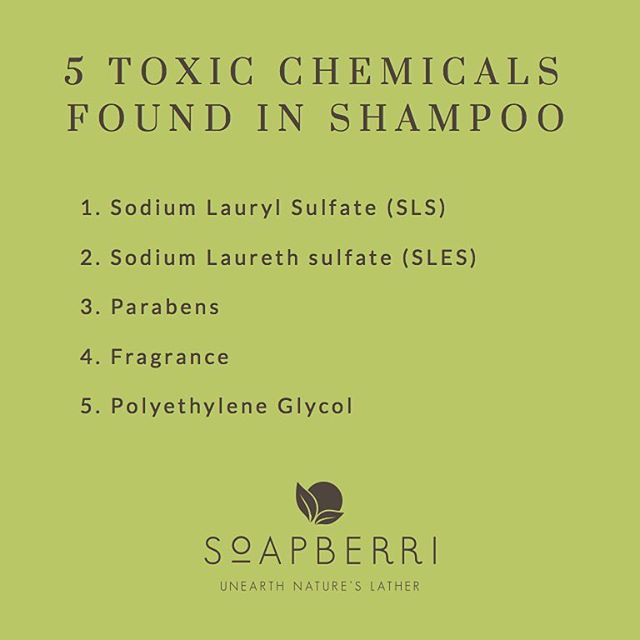 5 TOXIC CHEMICALS
FOUND IN SHAMPOO
1. Sodium Lauryl Sulfate (SLS)
2. Sodium Laureth sulfate (SLES)
3. Parabens
4. Fragrance
5. Polyethylene Glycol
SOAPBERRI
UNEARTH NATURE'S LATHER